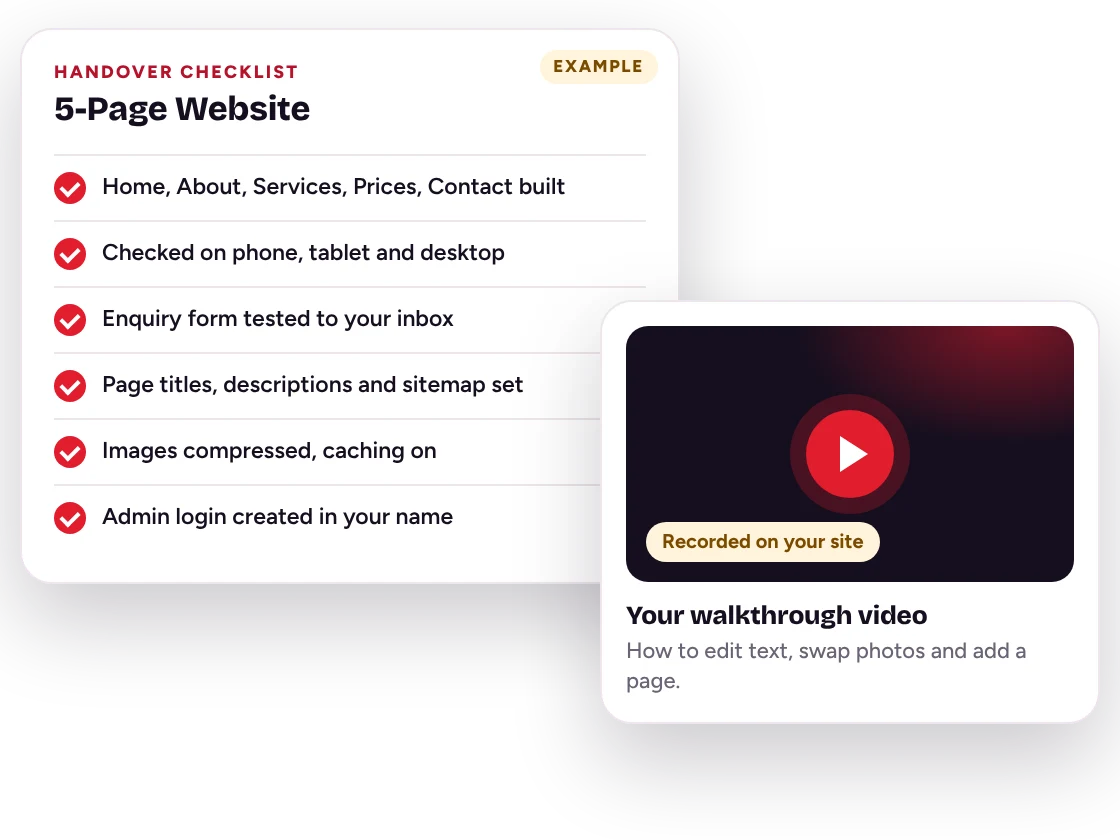 HANDOVER CHECKLIST
EXAMPLE
5-Page Website
Home, About, Services, Prices, Contact built
Checked on phone, tablet and desktop
Enquiry form tested to your inbox
Page titles, descriptions and sitemap set
Images compressed, caching on
Admin login created in your name
Recorded on your site
Your walkthrough video
How to edit text, swap photos and add a
page.